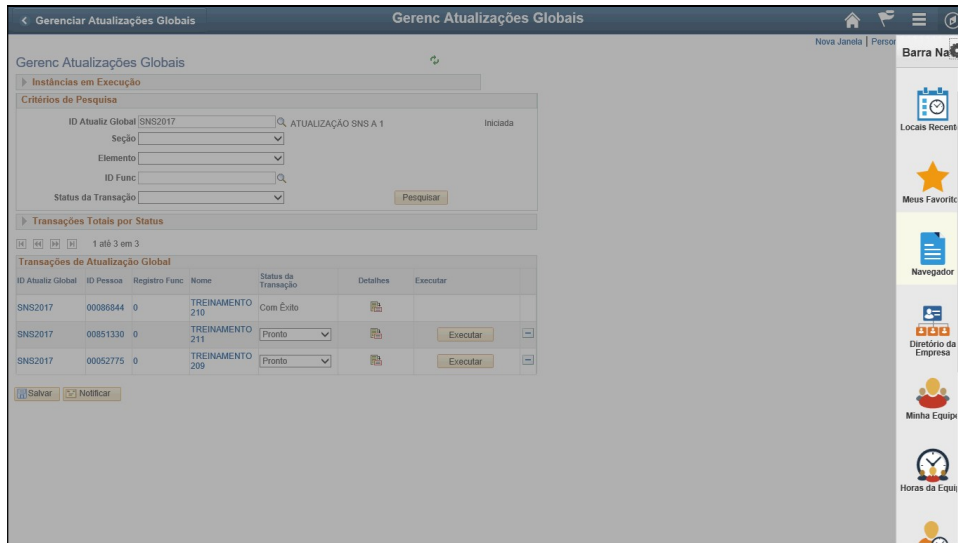 Gerenciar Atualizações Globais
Gerenc Atualizações Globais
Nova Janela | Person
Gerenc Atualizações Globais
Instâncias em Execução
Critérios de Pesquisa
ID Atualiz Global SNS2017 ATUALIZAÇÃO SNS A 1 Iniciada
Seção
Elemento
ID Func
Status da Transação Pesquisar
Transações Totais por Status
1 até 3 em 3
Transações de Atualização Global
ID Atualiz Global ID Pessoa Registro Func Nome Status da Transação Detalhes Executar
SNS2017 00086844 0 TREINAMENTO 210 Com Êxito
SNS2017 00851330 0 TREINAMENTO 211 Pronto Executar
SNS2017 00052775 0 TREINAMENTO 209 Pronto Executar
Salvar Notificar
Barra Na
Locais Recent
Meus Favorito
Navegador
Diretório da
Empresa
Minha Equipe
Horas da Equi